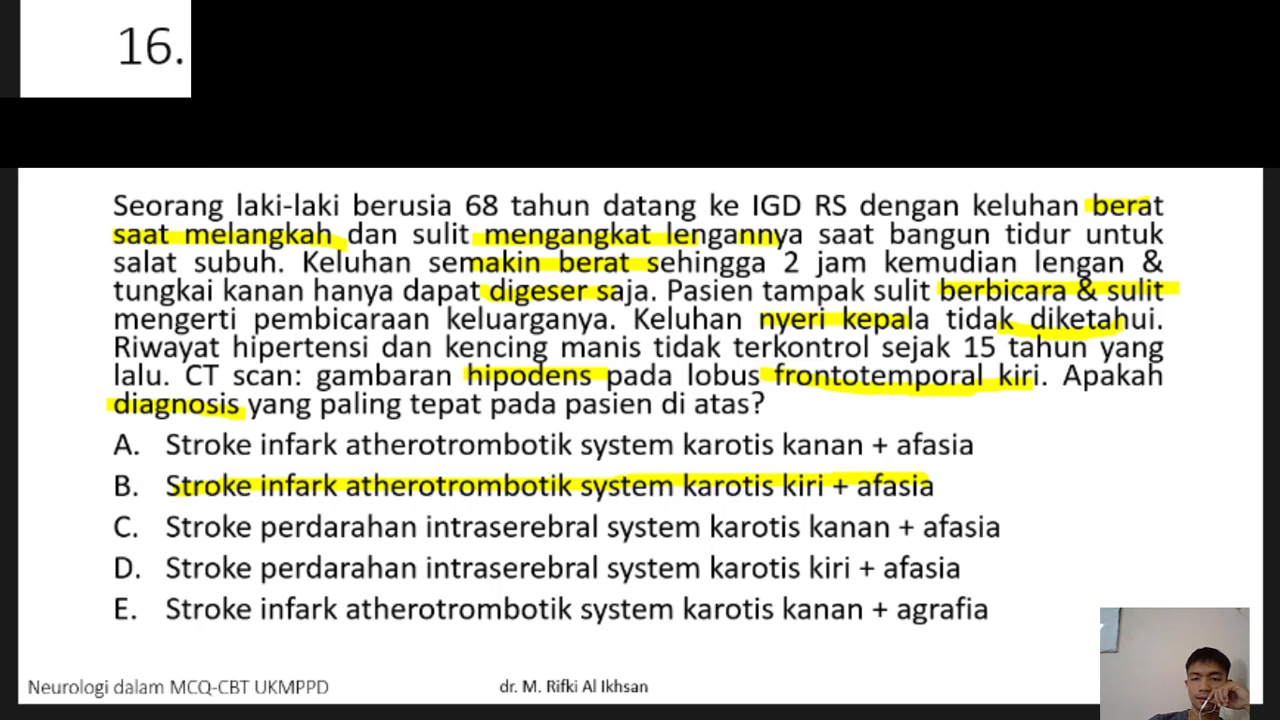 16.
Seorang laki-laki berusia 68 tahun datang ke IGD RS dengan keluhan berat
saat melangkah dan sulit mengangkat lengannya saat bangun tidur untuk
salat subuh. Keluhan semakin berat sehingga 2 jam kemudian lengan &
tungkai kanan hanya dapat digeser saja. Pasien tampak sulit berbicara & sulit
mengerti pembicaraan keluarganya. Keluhan nyeri kepala tidak diketahui.
Riwayat hipertensi dan kencing manis tidak terkontrol sejak 15 tahun yang
lalu. CT scan: gambaran hipodens pada lobus frontotemporal kiri. Apakah
diagnosis yang paling tepat pada pasien di atas?
A. Stroke infark atherotrombotik system karotis kanan + afasia
B. Stroke infark atherotrombotik system karotis kiri + afasia
C. Stroke perdarahan intraserebral system karotis kanan + afasia
D. Stroke perdarahan intraserebral system karotis kiri + afasia
E. Stroke infark atherotrombotik system karotis kanan + agrafia
Neurologi dalam MCQ-CBT UKMPPD dr. M. Rifki Al Ikhsan